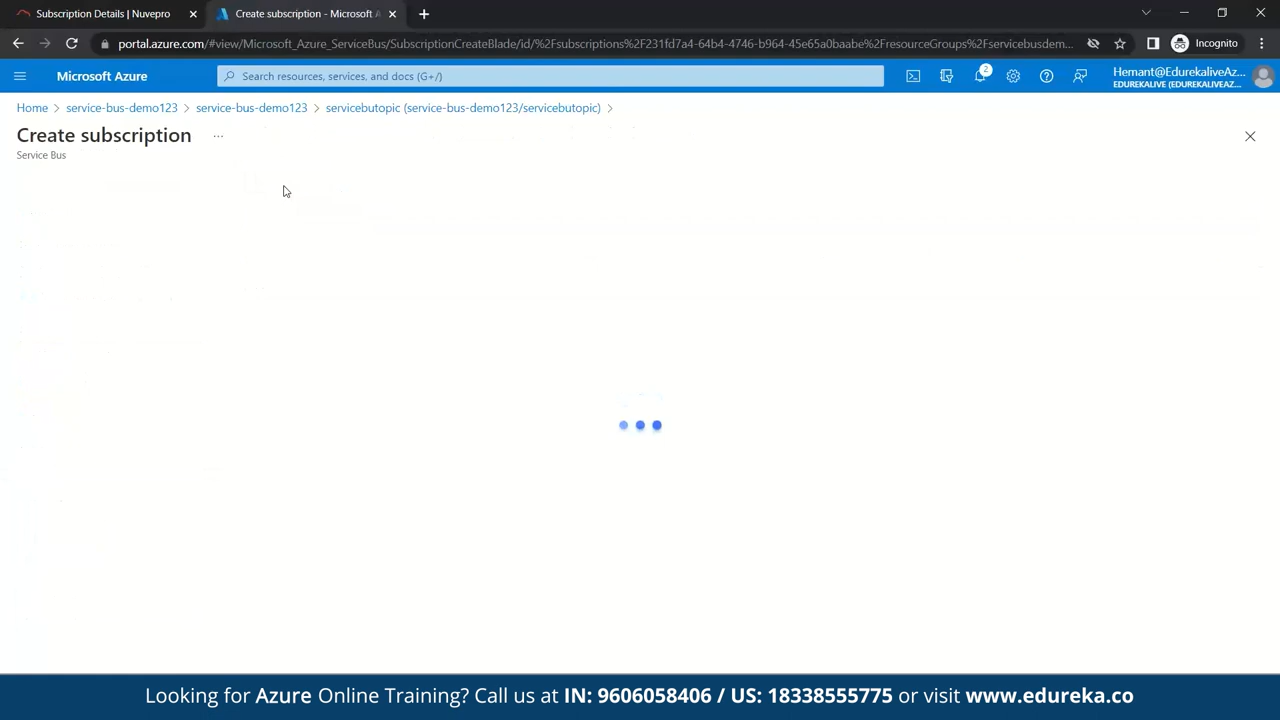 Subscription Details | Nuvepro
Create subscription - Microsoft A
portal.azure.com/#view/Microsoft_Azure_ServiceBus/SubscriptionCreateBlade/id/%2Fsubscriptions%2F231fd7a4-64b4-4746-b964-45e65a0baabe%2FresourceGroups%2Fservicebusdem...
Incognito
Microsoft Azure
Search resources, services, and docs (G+/)
2
Hemant@EdurekaliveAz...
EDUREKALIVE (EDUREKALIVEAZ...
Home > service-bus-demo123 > service-bus-demo123 > servicebutopic (service-bus-demo123/servicebutopic) >
Create subscription ...
Service Bus
Looking for Azure Online Training? Call us at IN: 9606058406 / US: 18338555775 or visit www.edureka.co